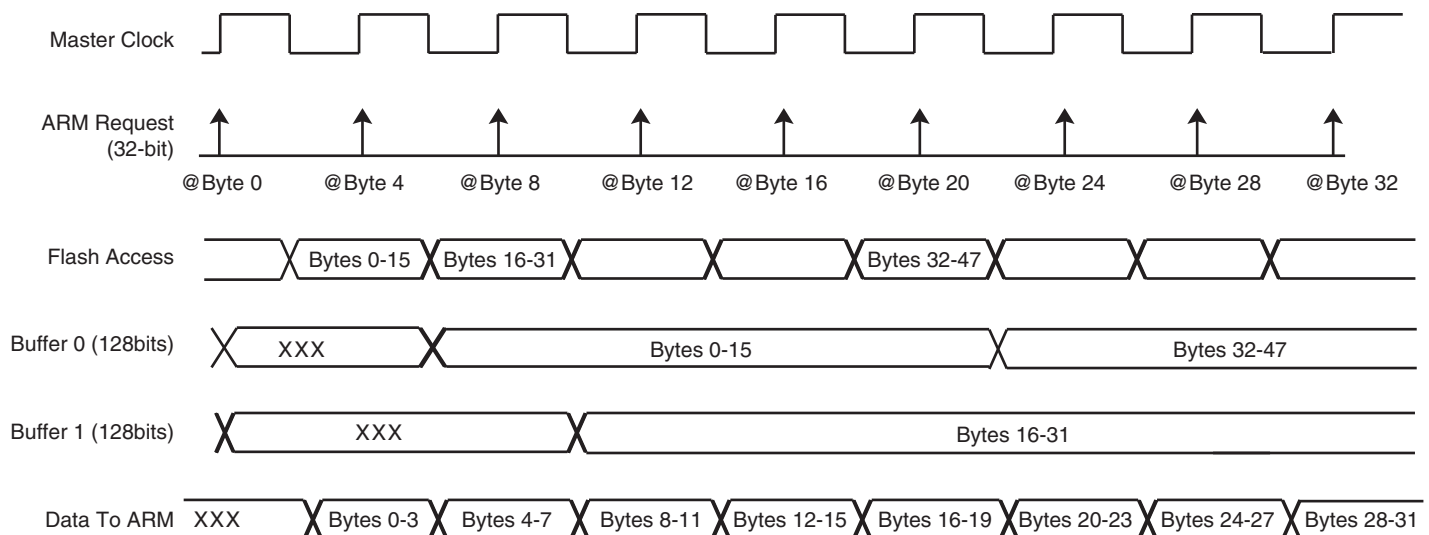 Master Clock
ARM Request
(32-bit)
@Byte 0 @Byte 4 @Byte 8 @Byte 12 @Byte 16 @Byte 20 @Byte 24 @Byte 28 @Byte 32
Flash Access Bytes 0-15 Bytes 16-31 Bytes 32-47
Buffer 0 (128bits) XXX Bytes 0-15 Bytes 32-47
Buffer 1 (128bits) XXX Bytes 16-31
Data To ARM XXX Bytes 0-3 Bytes 4-7 Bytes 8-11 Bytes 12-15 Bytes 16-19 Bytes 20-23 Bytes 24-27 Bytes 28-31